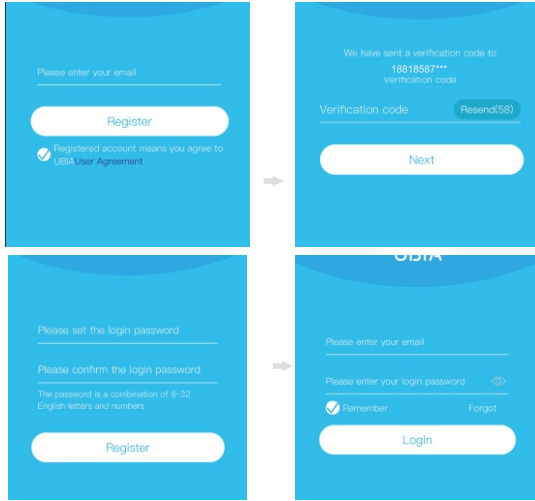 Please enter your email
Register
Registered account means you agree to
UBIAUser Agreement
We have sent a verification code to
18818587***
Verification code
Verification code
Resend(58)
Next
Please set the login password
Please confirm the login password
The password is a combination of 8-32
English letters and numbers
Register
UBIA
Please enter your email
Please enter your login password
Remember
Forgot
Login